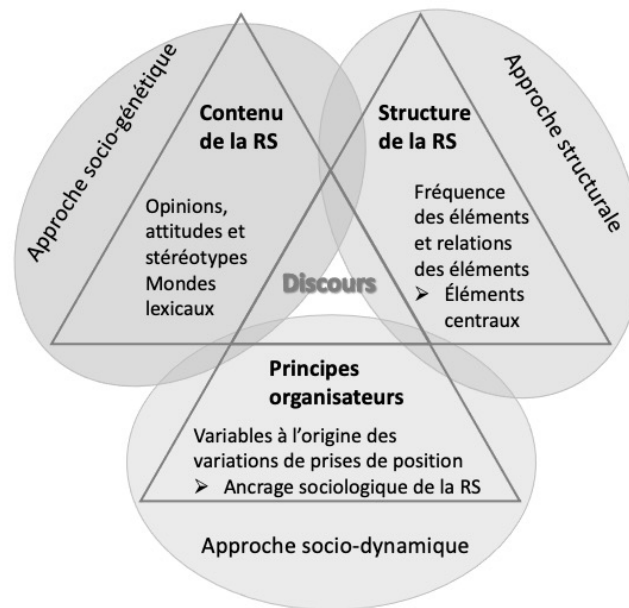 Approche socio-génétique
Contenu
de la RS
Opinions,
attitudes et
stéréotypes
Mondes
lexicaux
Structure
de la RS
Fréquence
des éléments
et relations
des éléments
➤ Éléments
centraux
Approche structurale
Discours
Principes
organisateurs
Variables à l’origine des
variations de prises de position
➤ Ancrage sociologique de la RS
Approche socio-dynamique